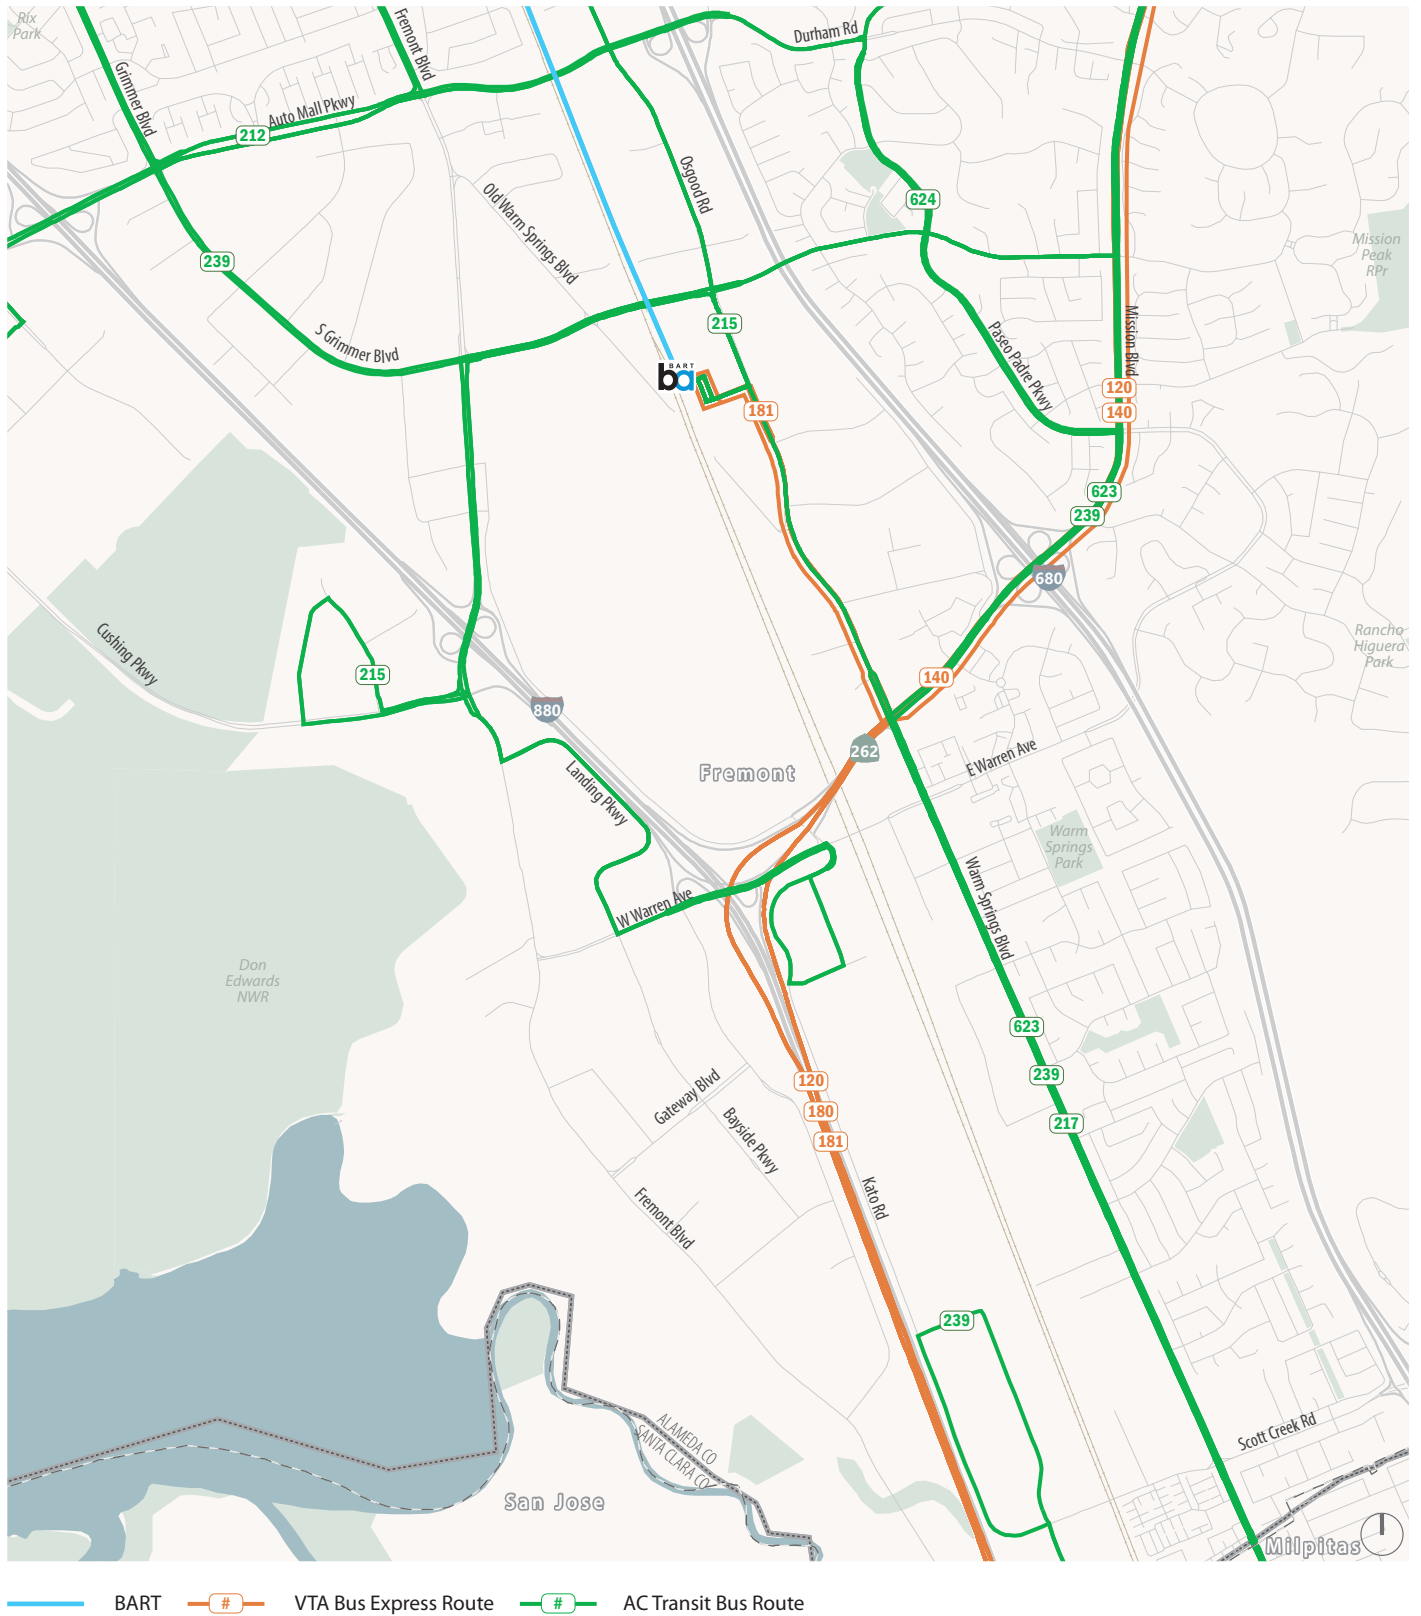 Rix
Park
Fremont Blvd
Durham Rd
Grimmer Blvd
Auto Mall Pkwy
212
Osgood Rd
Old Warm Springs Blvd
624
Mission
Peak
RPr
239
S Grimmer Blvd
215
Mission Blvd
Paseo Padre Pkwy
BART
ba
181
120
140
623
239
680
Cushing Pkwy
Rancho
Higuera
Park
215
140
880
262
Fremont
E Warren Ave
Landing Pkwy
Warm
Springs
Park
W Warren Ave
Warm Springs Blvd
Don
Edwards
NWR
623
239
217
120
180
181
Gateway Blvd
Bayside Pkwy
Kato Rd
Fremont Blvd
239
ALAMEDA CO
SANTA CLARA CO
Scott Creek Rd
San Jose
Milpitas
BART
# VTA Bus Express Route
# AC Transit Bus Route